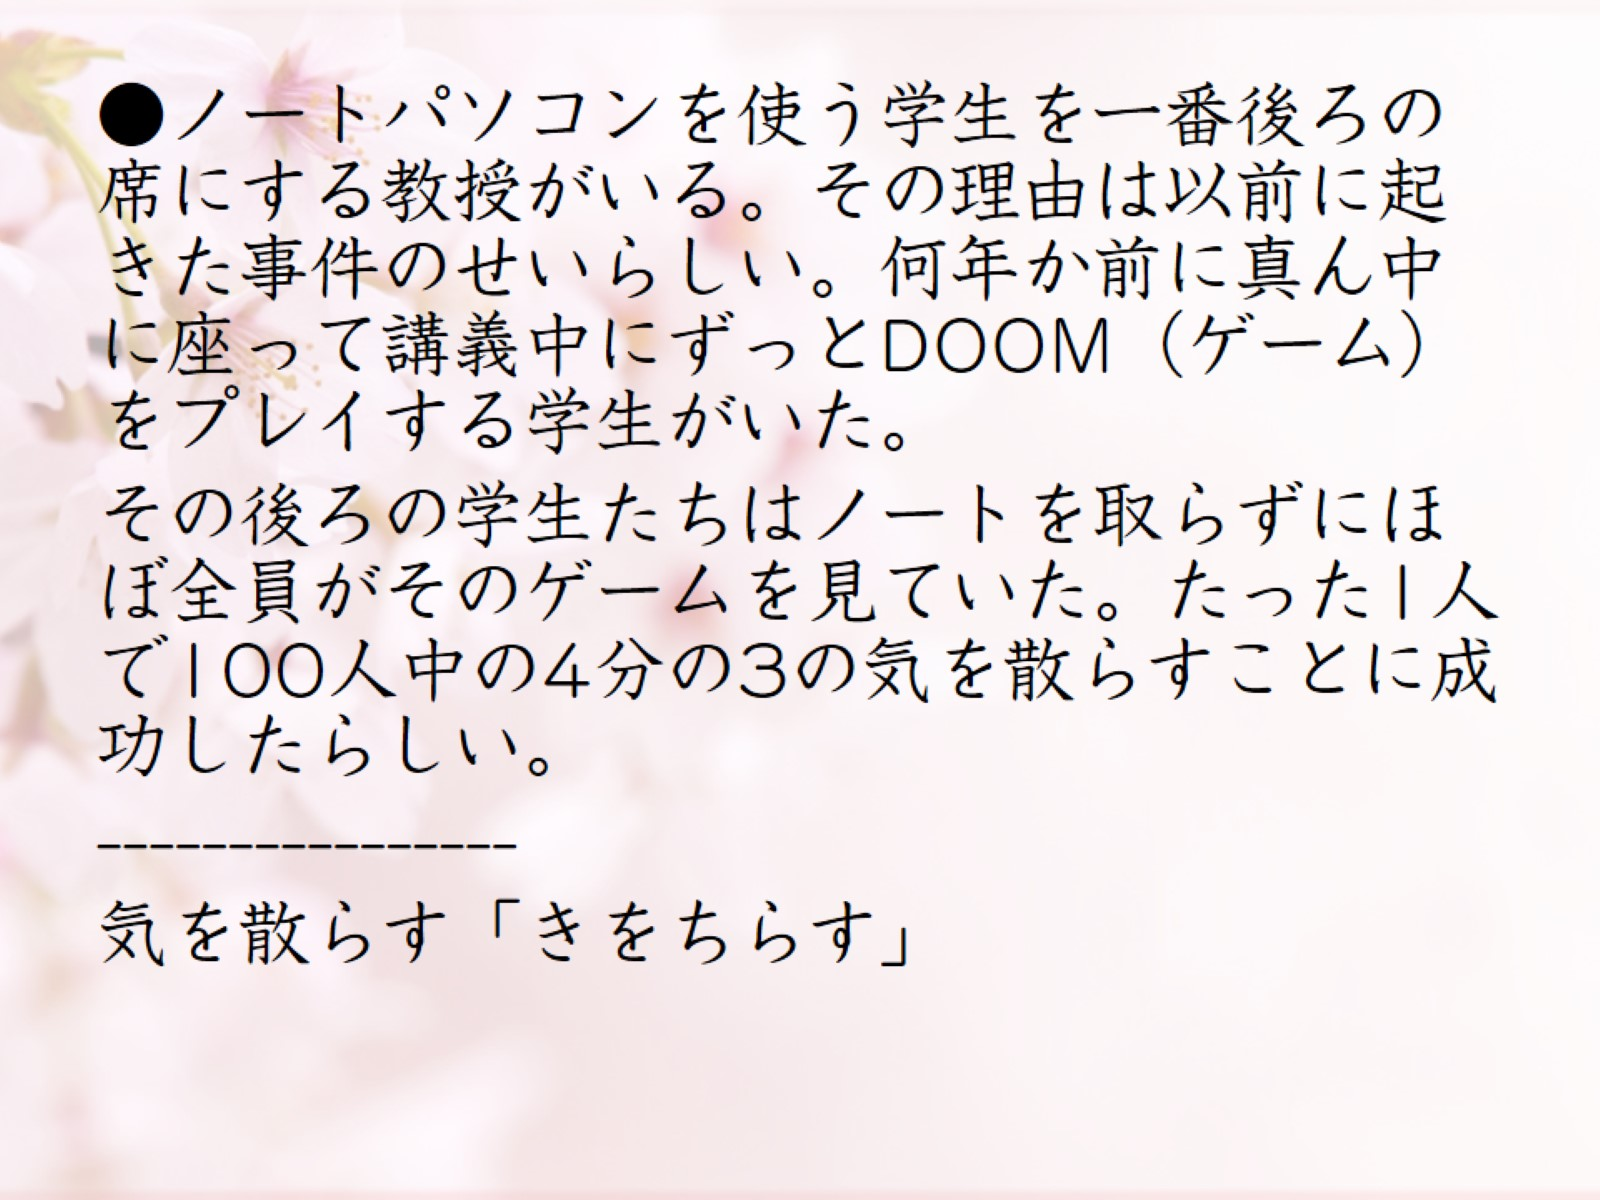 ●ノートパソコンを使う学生を一番後ろの
席にする教授がいる。その理由は以前に起
きた事件のせいらしい。何年か前に真ん中
に座って講義中にずっとDOOM（ゲーム）
をプレイする学生がいた。
その後ろの学生たちはノートを取らずにほ
ぼ全員がそのゲームを見ていた。たった1人
で100人中の4分の3の気を散らすことに成
功したらしい。
----------------
気を散らす「きをちらす」